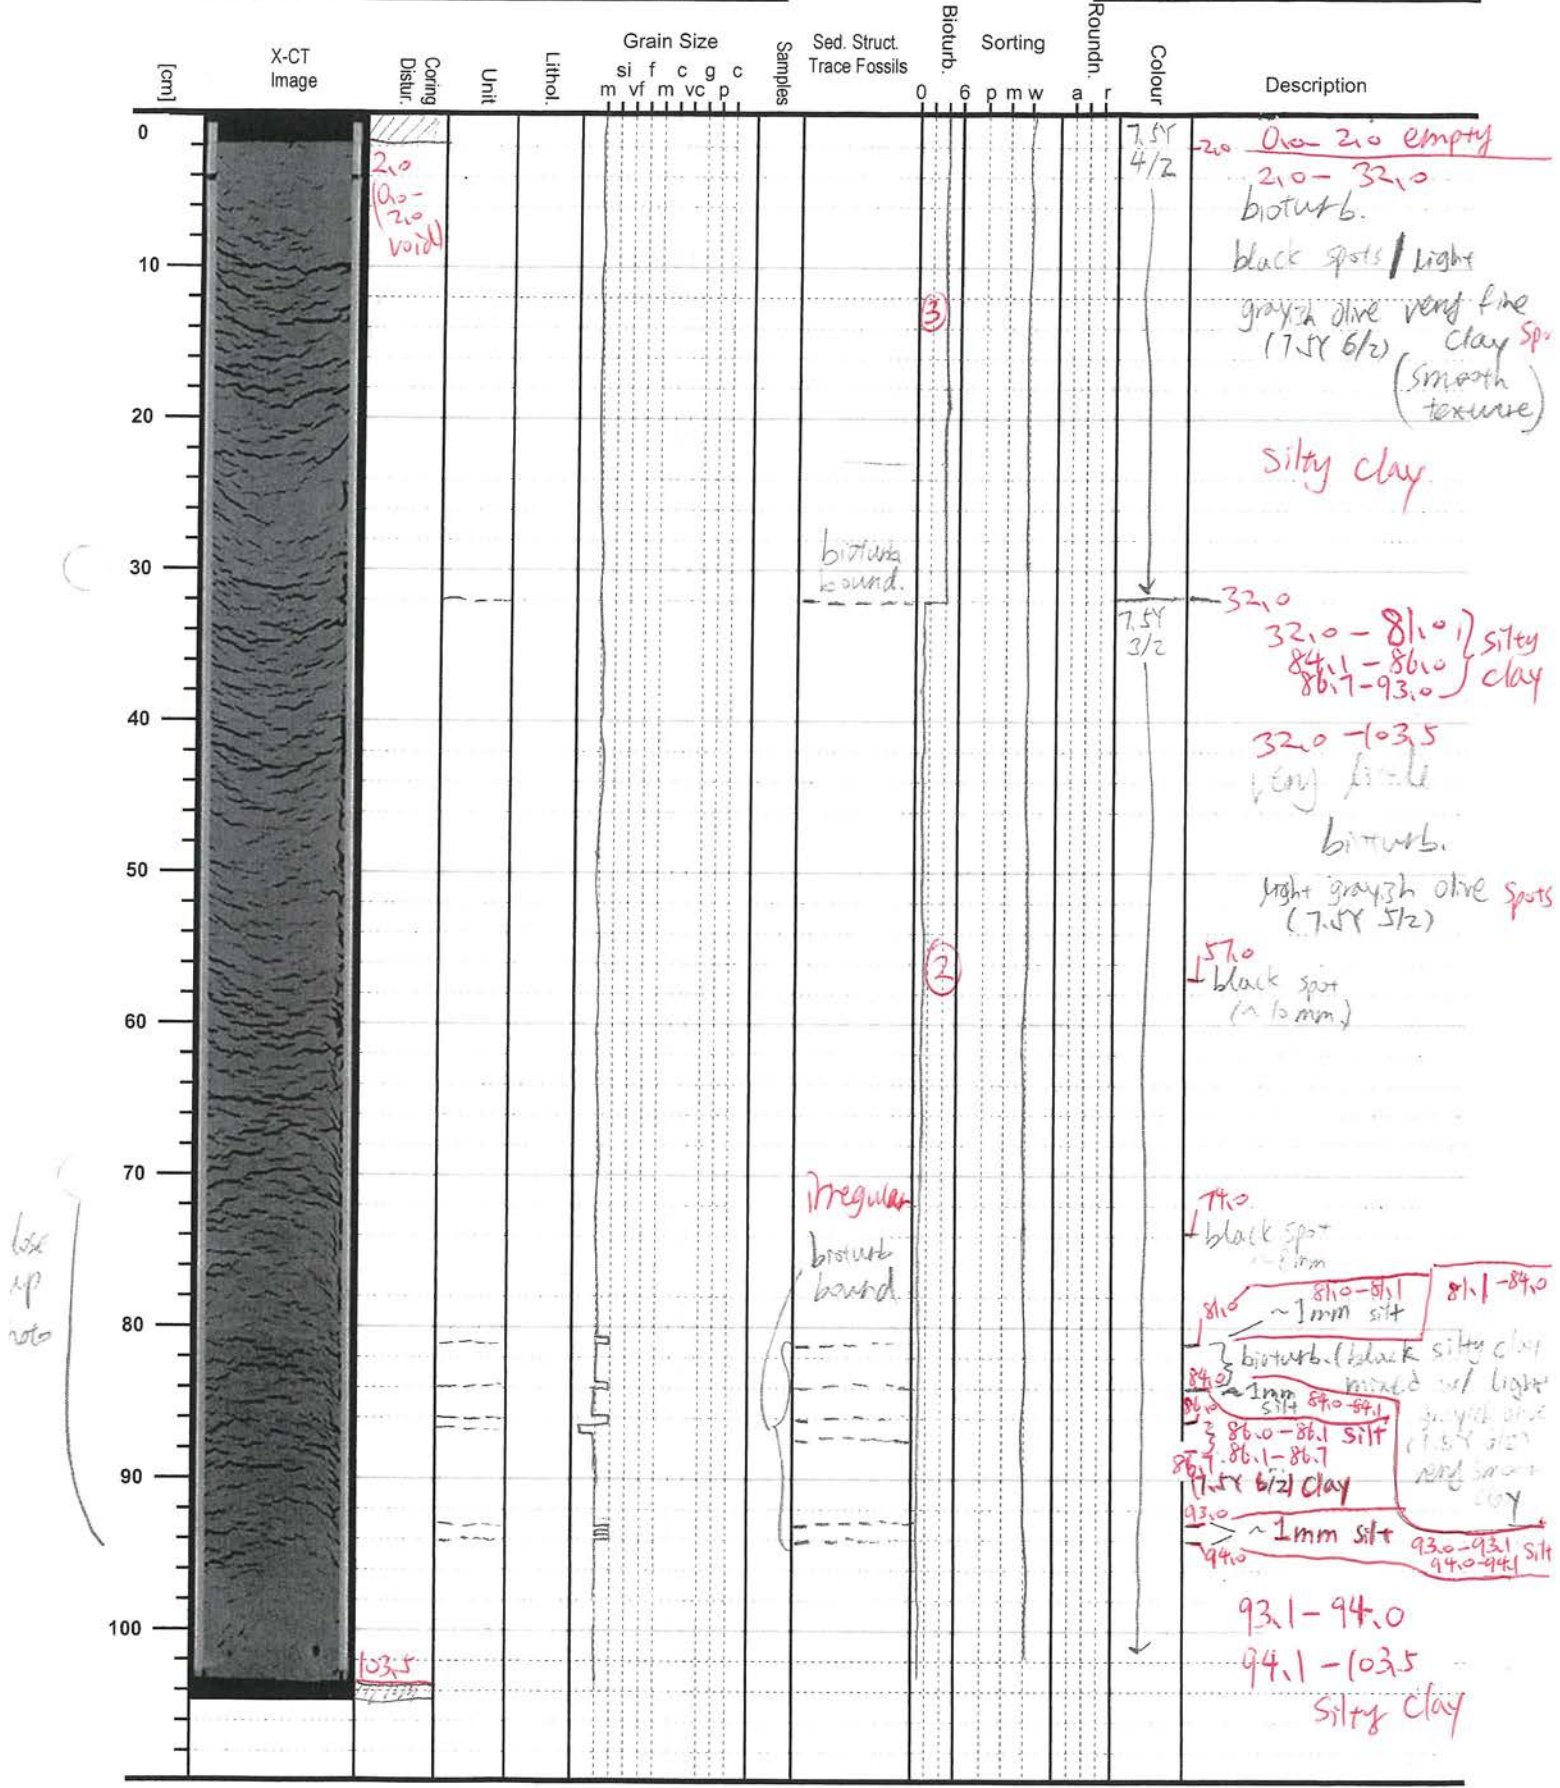 [cm]
X-CT
Image
Coring
Distur.
Unit
Lithol.
Grain Size
si f c g c
m vf m vc p
Samples
Sed. Struct.
Trace Fossils
Bioturb.
0 6
Sorting
p m w
Roundn.
a r
Colour
Description
0
10
20
30
40
50
60
70
80
90
100
2,0
(0,0-
2,0
void)
103,5
up
3
2
bioturb
bound.
irregular
bioturb
bound
7.5Y
4/2
7.5Y
3/2
2,0 0,0- 2,0 empty
2,0 - 32,0
bioturb.
black spots / light
grayish olive very fine
(7.5Y 6/2) clay
(smooth
texture)
Silty clay
32,0
32,0 - 81,0
84,1 - 86,0
86,7-93,0
silty
clay
32,0 - 103,5
very little
bioturb.
light grayish olive spots
(7.5Y 5/2)
57,0
black spot
(~10mm)
74,0
black spot
81,0
81,0-81,1
~1mm silt
81,1-84,0
bioturb. (black silty clay
mixed w/ light
84,0
~1mm
silt 84,0-84,1
86,0
86,0-86,1 silt
86,7 86,1-86,7
(7.5Y 6/2) clay
93,0
~1mm silt
94,0
93,0-93,1 silt
94,0-94,1
93,1-94,0
94,1-103,5
Silty Clay